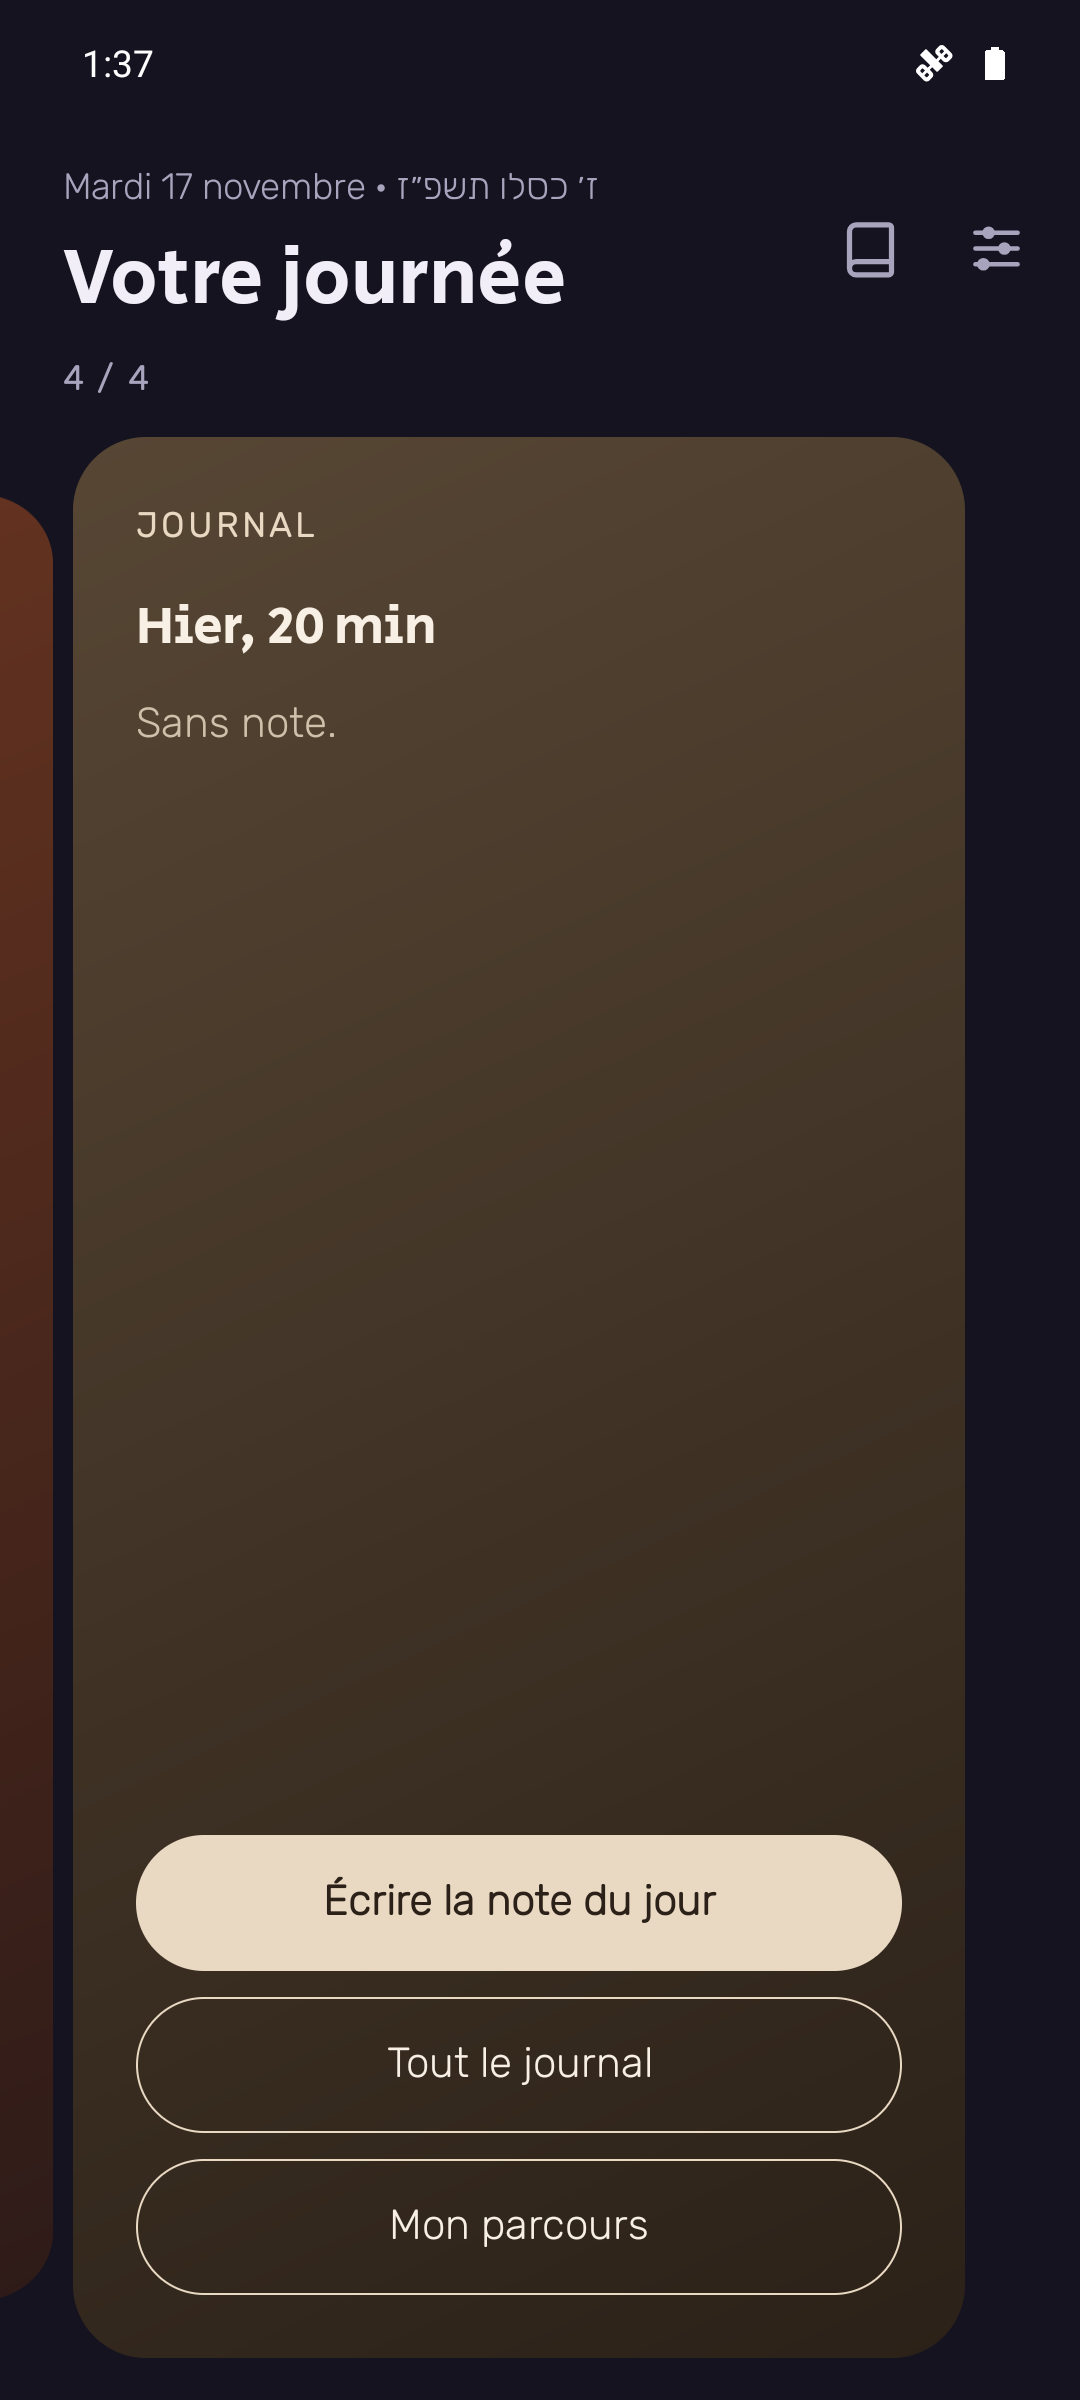 1:37
Mardi 17 novembre • ז׳ כסלו תשפ״ז
Votre journée
4 / 4
JOURNAL
Hier, 20 min
Sans note.
Écrire la note du jour
Tout le journal
Mon parcours